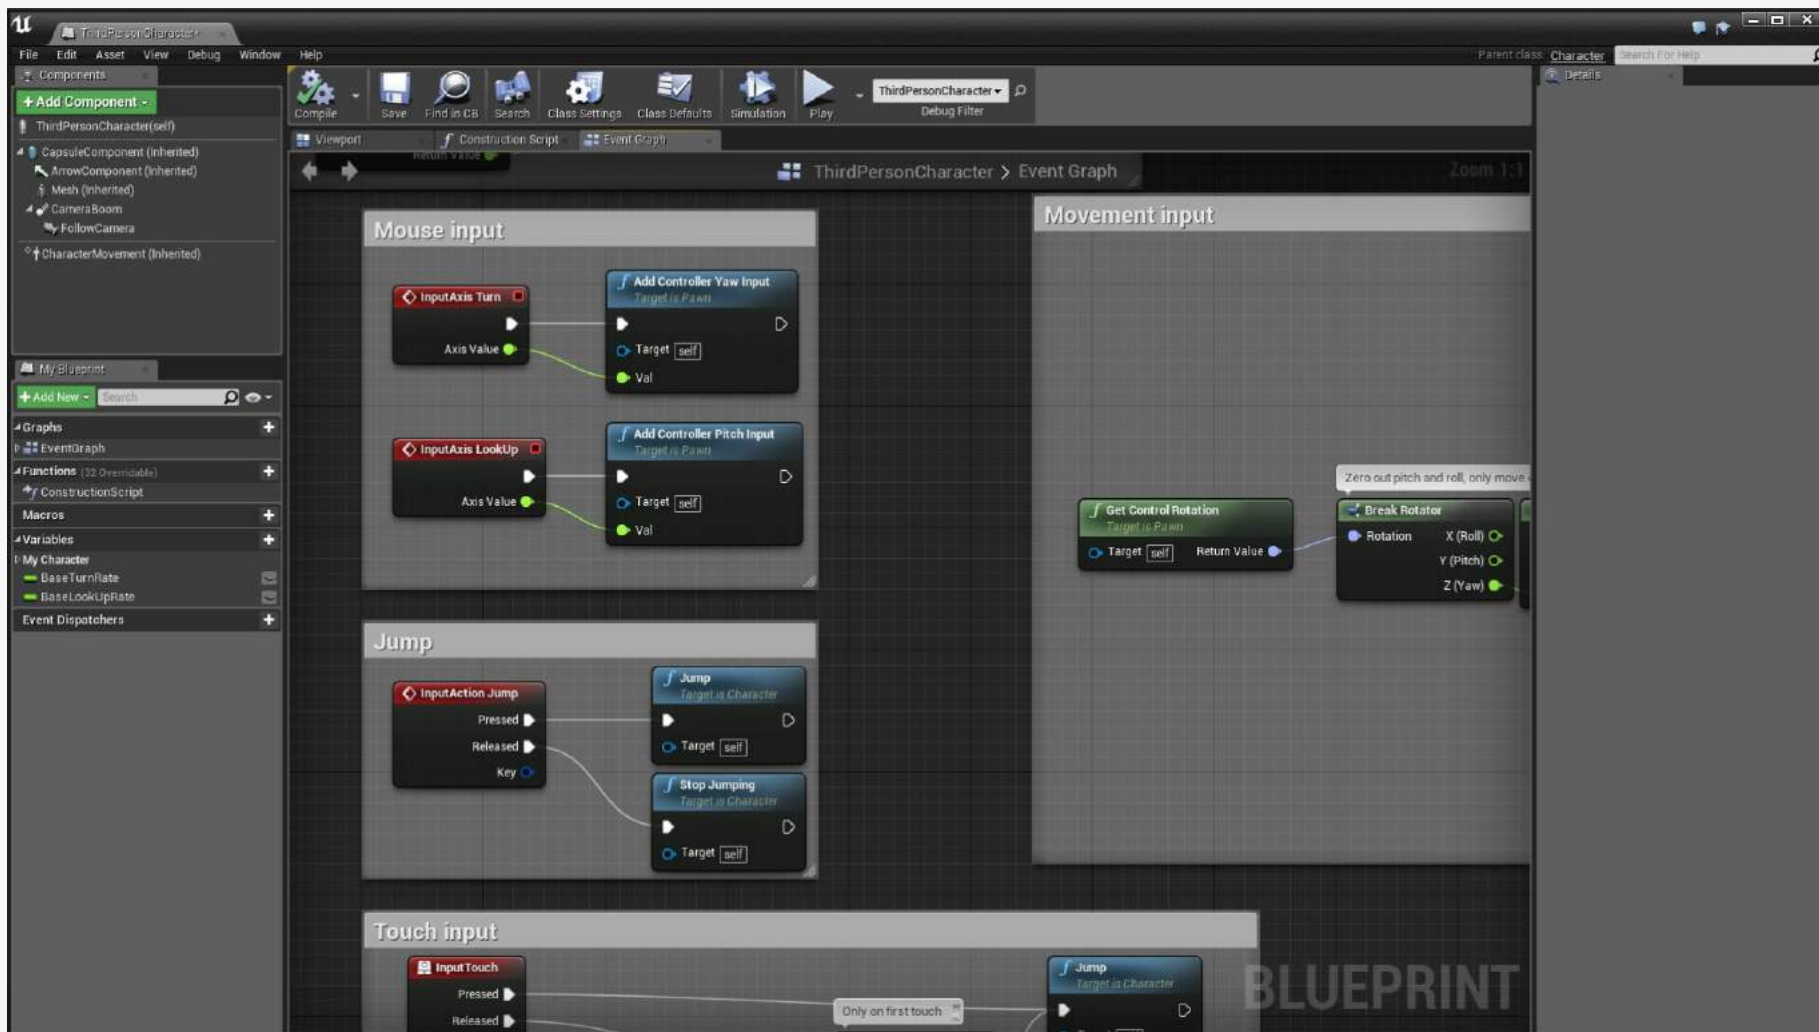 ThirdPersonCharacter*
File Edit Asset View Debug Window Help
Parent class: Character Search For Help
Components
Details
+Add Component
ThirdPersonCharacter(self)
CapsuleComponent (Inherited)
ArrowComponent (Inherited)
Mesh (Inherited)
CameraBoom
FollowCamera
CharacterMovement (Inherited)
Compile Save Find in CB Search Class Settings Class Defaults Simulation Play
ThirdPersonCharacter
Debug Filter
Viewport Construction Script Event Graph
Return Value
ThirdPersonCharacter > Event Graph
Zoom 1:1
My Blueprint
+Add New Search
Graphs
EventGraph
Functions (32 Overridable)
ConstructionScript
Macros
Variables
My Character
BaseTurnRate
BaseLookUpRate
Event Dispatchers
Mouse input
InputAxis Turn
Axis Value
Add Controller Yaw Input
Target is Pawn
Target self
Val
InputAxis LookUp
Axis Value
Add Controller Pitch Input
Target is Pawn
Target self
Val
Movement input
Zero out pitch and roll, only move
Get Control Rotation
Target is Pawn
Target self Return Value
Break Rotator
Rotation X (Roll)
Y (Pitch)
Z (Yaw)
Jump
InputAction Jump
Pressed
Released
Key
Jump
Target is Character
Target self
Stop Jumping
Target is Character
Target self
Touch input
InputTouch
Pressed
Released
Only on first touch
Jump
Target is Character
BLUEPRINT